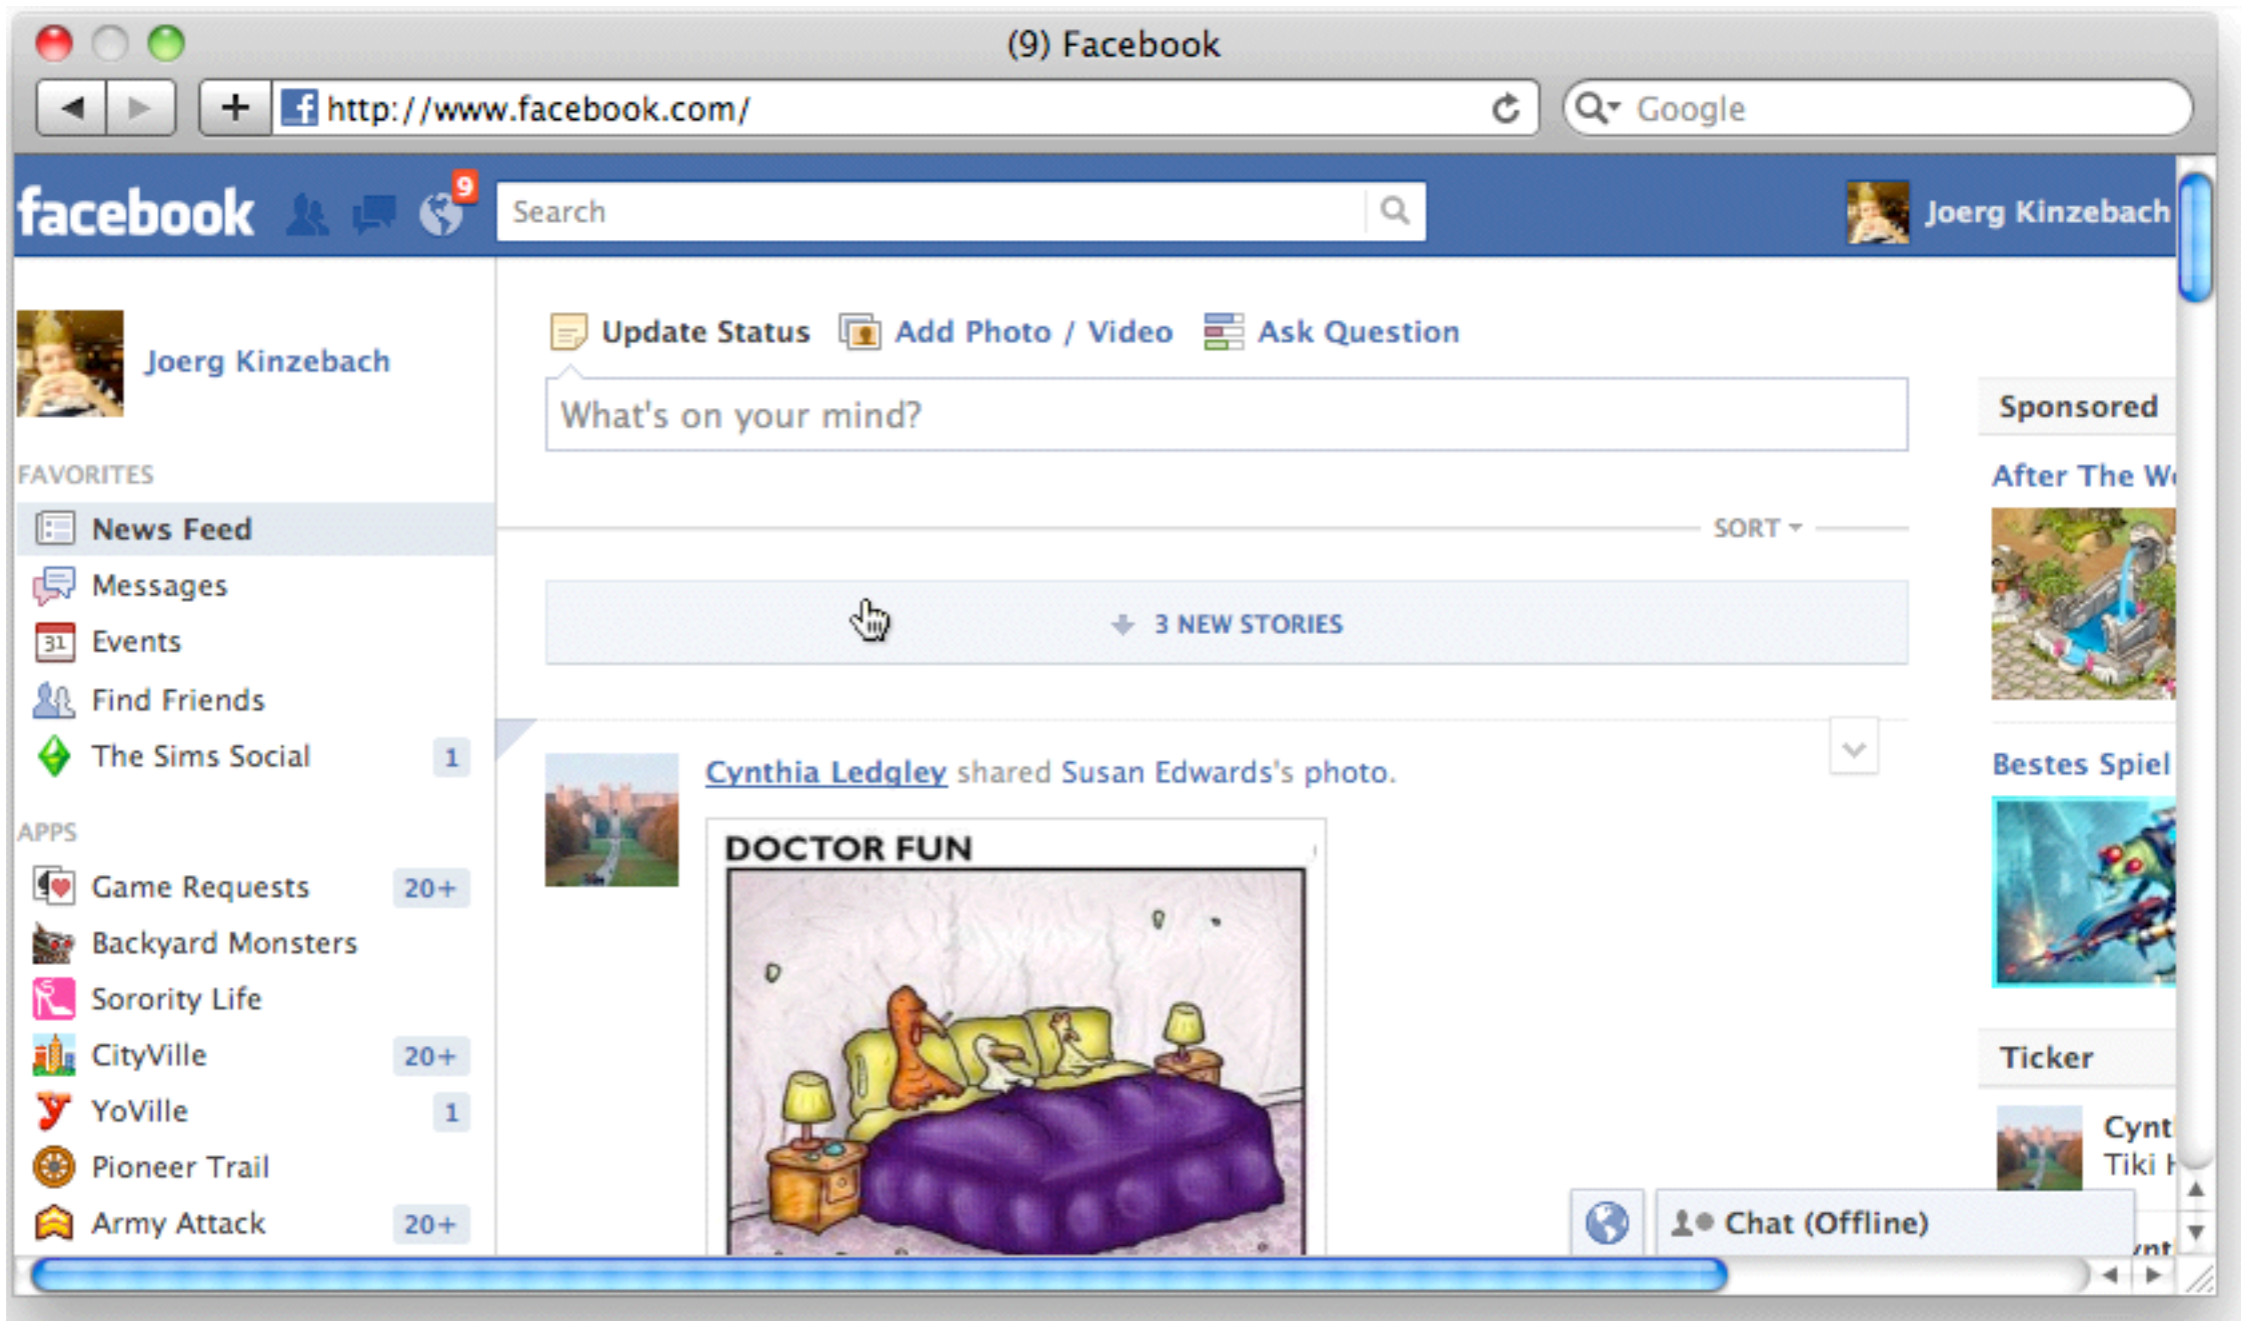 (9) Facebook
http://www.facebook.com/
Google
facebook
9
Search
Joerg Kinzebach
Joerg Kinzebach
FAVORITES
News Feed
Messages
31 Events
Find Friends
The Sims Social 1
APPS
Game Requests 20+
Backyard Monsters
Sorority Life
CityVille 20+
YoVille 1
Pioneer Trail
Army Attack 20+
Update Status Add Photo / Video Ask Question
What's on your mind?
SORT
3 NEW STORIES
Cynthia Ledgley shared Susan Edwards's photo.
DOCTOR FUN
Sponsored
After The
Bestes Spiel
Ticker
Tiki
Chat (Offline)